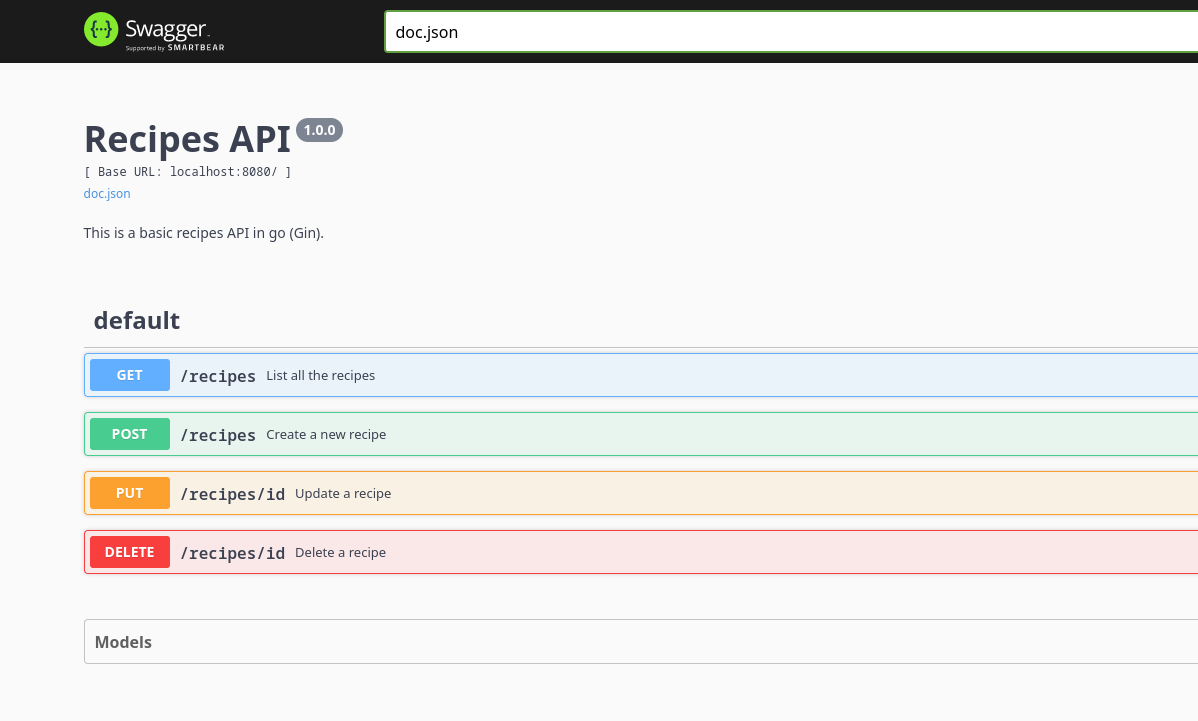 {···} Swagger.
Supported by SMARTBEAR
doc.json
Recipes API 1.0.0
[ Base URL: localhost:8080/ ]
doc.json
This is a basic recipes API in go (Gin).
default
GET /recipes List all the recipes
POST /recipes Create a new recipe
PUT /recipes/id Update a recipe
DELETE /recipes/id Delete a recipe
Models